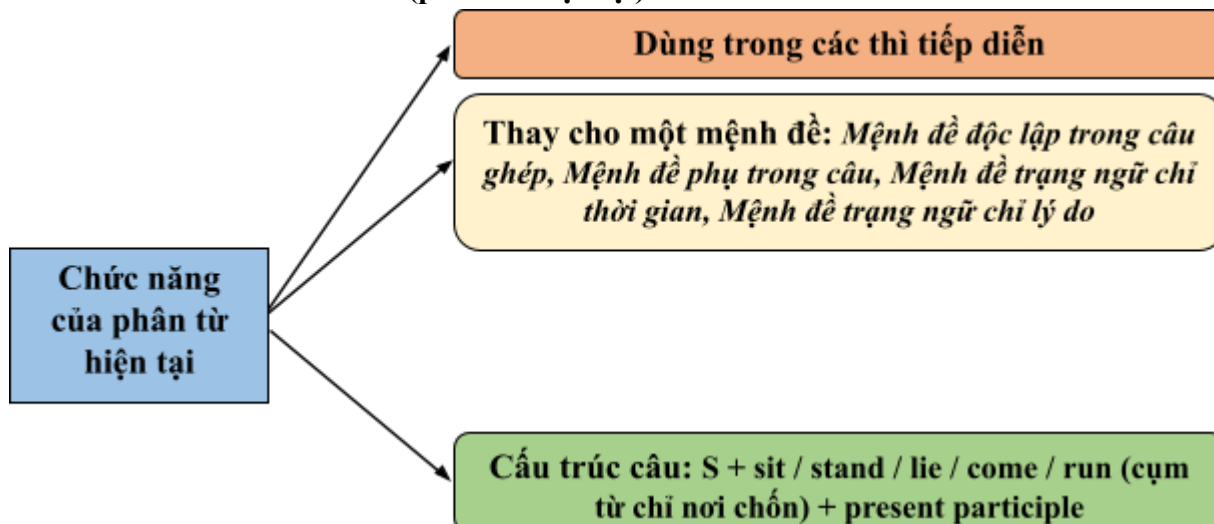 Dùng trong các thì tiếp diễn
Thay cho một mệnh đề: Mệnh đề độc lập trong câu
ghép, Mệnh đề phụ trong câu, Mệnh đề trạng ngữ chỉ
thời gian, Mệnh đề trạng ngữ chỉ lý do
Chức năng
của phân từ
hiện tại
Cấu trúc câu: S + sit / stand / lie / come / run (cụm
từ chỉ nơi chốn) + present participle